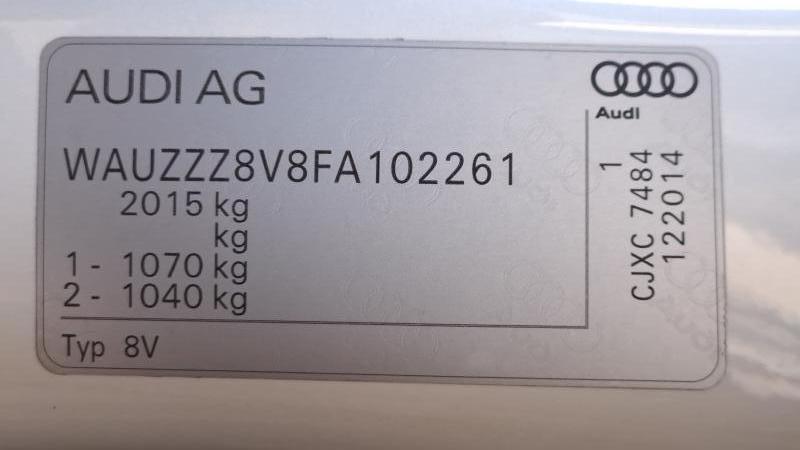 AUDI AG
Audi
WAUZZZ8V8FA102261
2015 kg
kg
1 - 1070 kg
2 - 1040 kg
Typ 8V
1
CJXC 7484
122014